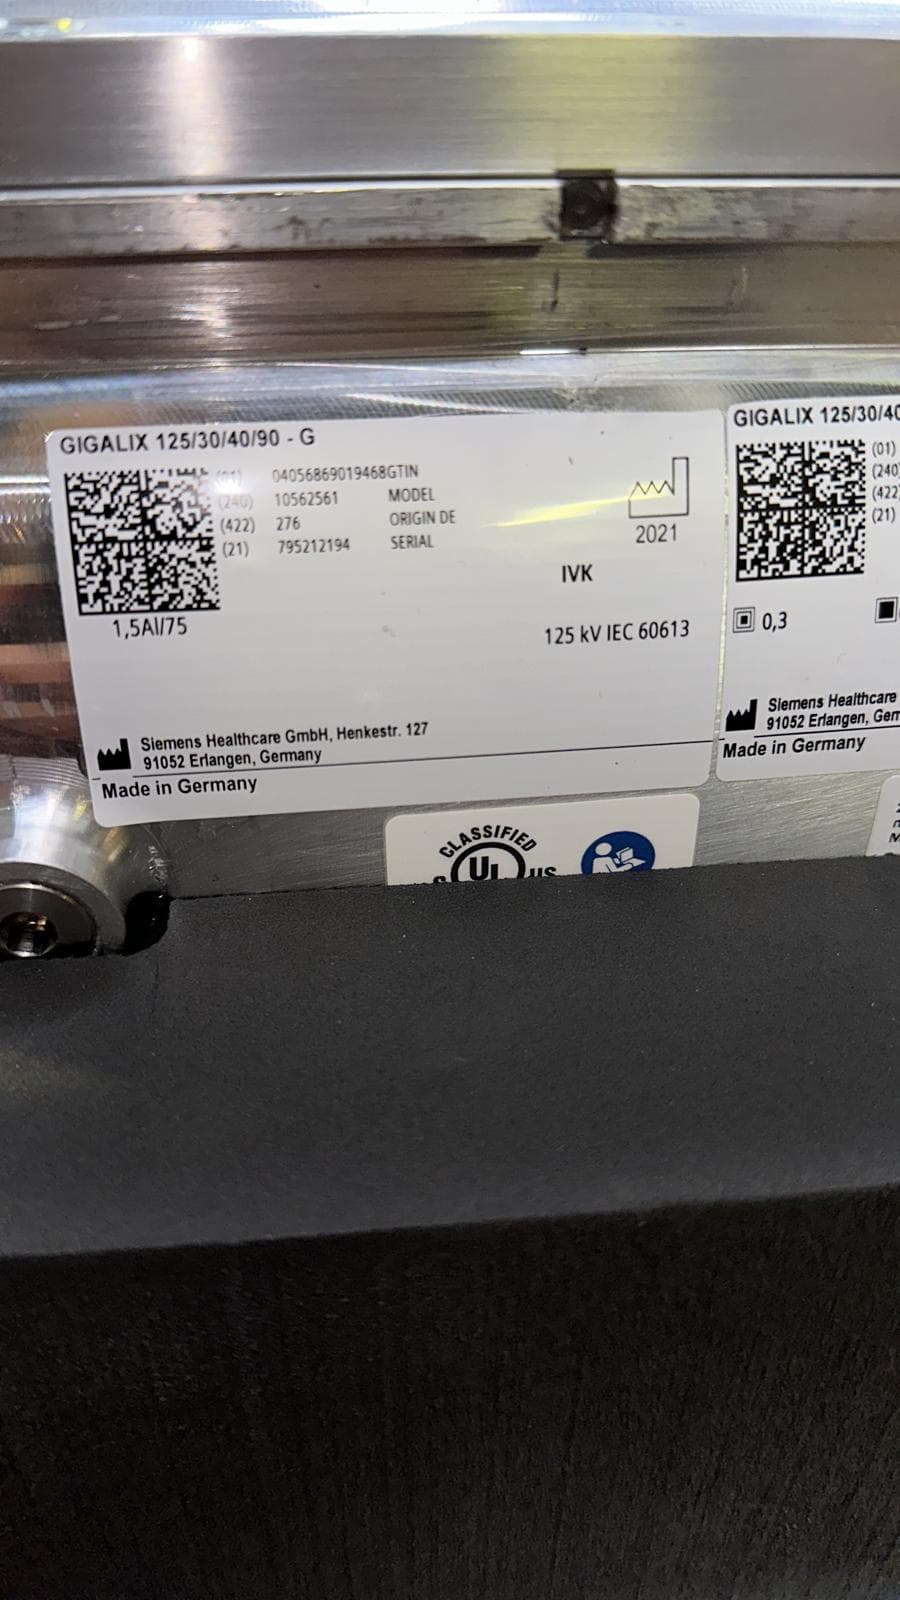 GIGALIX 125/30/40/90 - G
(01) 04056869019468GTIN
(240) 10562561 MODEL
(422) 276 ORIGIN DE
(21) 795212194 SERIAL
1,5Al/75
2021
IVK
125 kV IEC 60613
Siemens Healthcare GmbH, Henkestr. 127
91052 Erlangen, Germany
Made in Germany
GIGALIX 125/30/40
(01)
(240
(422
(21)
0,3
Siemens Healthcare
91052 Erlangen, Ger
Made in Germany
CLASSIFIED
UL
US